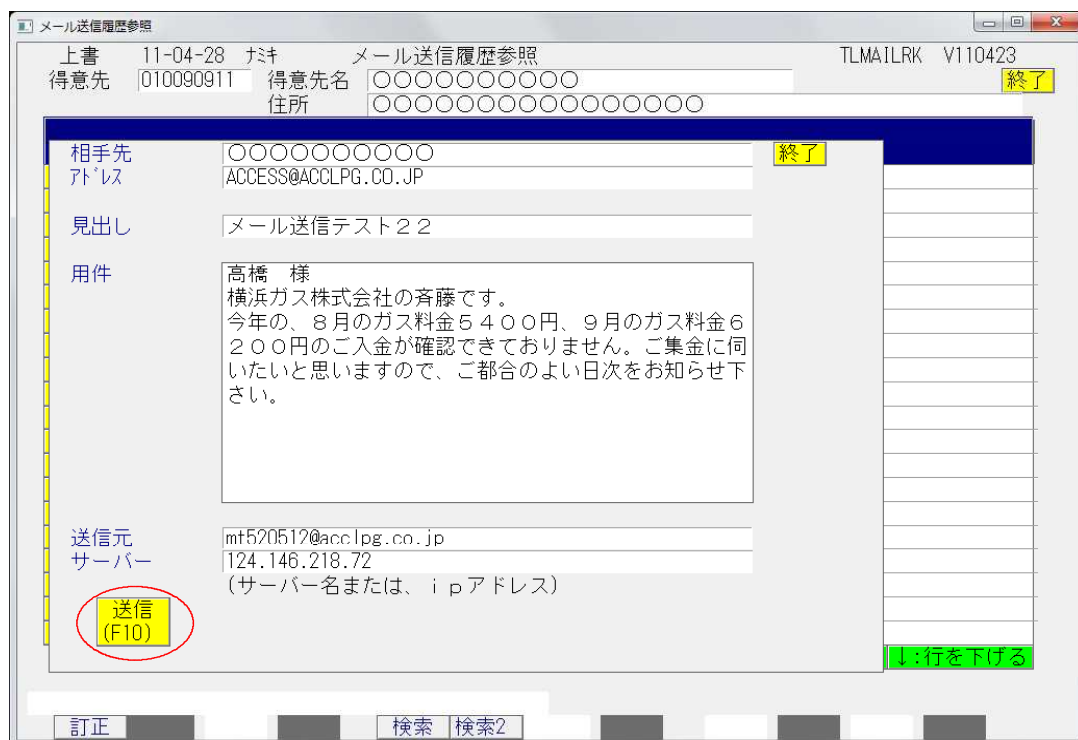 メール送信履歴参照
上書 11-04-28 ナミキ メール送信履歴参照 TLMAILRK V110423
得意先 010090911 得意先名 〇〇〇〇〇〇〇〇〇〇 終了
住所 〇〇〇〇〇〇〇〇〇〇〇〇〇〇〇〇
相手先 〇〇〇〇〇〇〇〇〇〇 終了
アドレス ACCESS@ACCLPG.CO.JP
見出し メール送信テスト２２
用件 高橋　様
横浜ガス株式会社の斉藤です。
今年の、８月のガス料金５４００円、９月のガス料金６
２００円のご入金が確認できておりません。ご集金に伺
いたいと思いますので、ご都合のよい日次をお知らせ下
さい。
送信元 mt520512@acclpg.co.jp
サーバー 124.146.218.72
（サーバー名または、ｉｐアドレス）
送信
(F10)
↓:行を下げる
訂正 検索 検索2